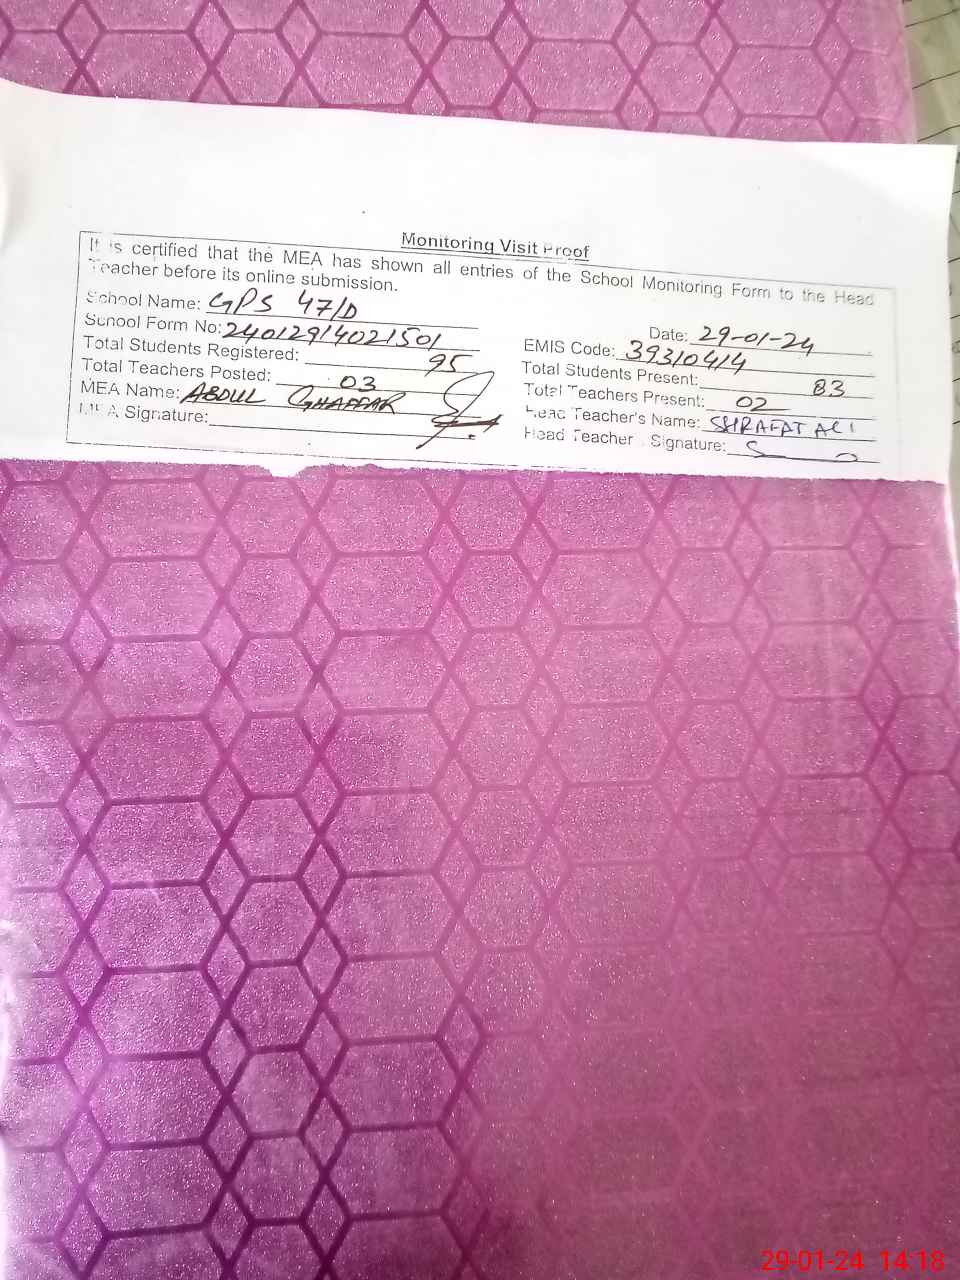 Monitoring Visit Proof
It is certified that the MEA has shown all entries of the School Monitoring Form to the Head
Teacher before its online submission.
School Name: GPS 47/D
Date: 29-01-24
School Form No: 24012914021501
EMIS Code: 39310414
Total Students Registered: 95
Total Students Present: 83
Total Teachers Posted: 03
Total Teachers Present: 02
MEA Name: ABDUL GHAFFAR
Head Teacher's Name: SHRAFAT ALI
MEA Signature:
Head Teacher Signature:
29-01-24 14:18